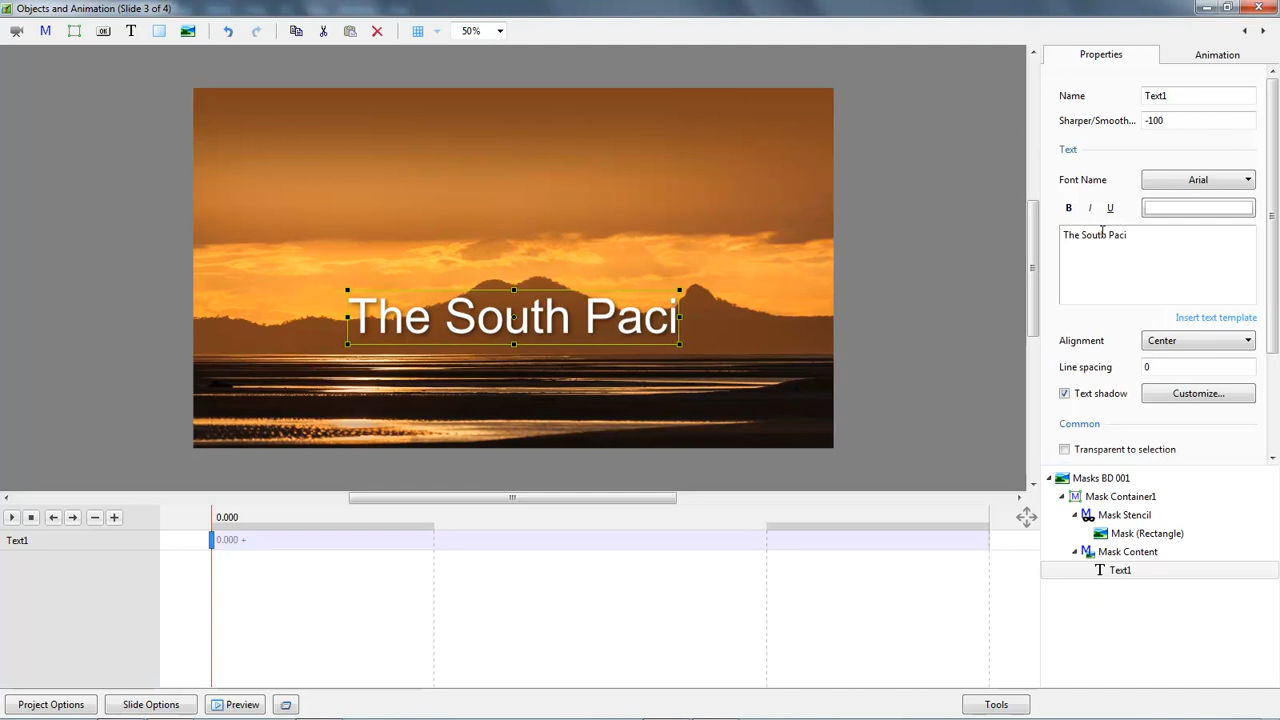 Objects and Animation (Slide 3 of 4)
M
OK
T
50%
Properties
Animation
Name
Text1
Sharper/Smooth...
-100
Text
Font Name
Arial
B I U
The South Paci
Insert text template
Alignment
Center
Line spacing
0
Text shadow
Customize...
Common
Transparent to selection
The South Paci
Masks BD 001
Mask Container1
Mask Stencil
Mask (Rectangle)
Mask Content
Text1
0.000
Text1
0.000 +
Project Options
Slide Options
Preview
Tools